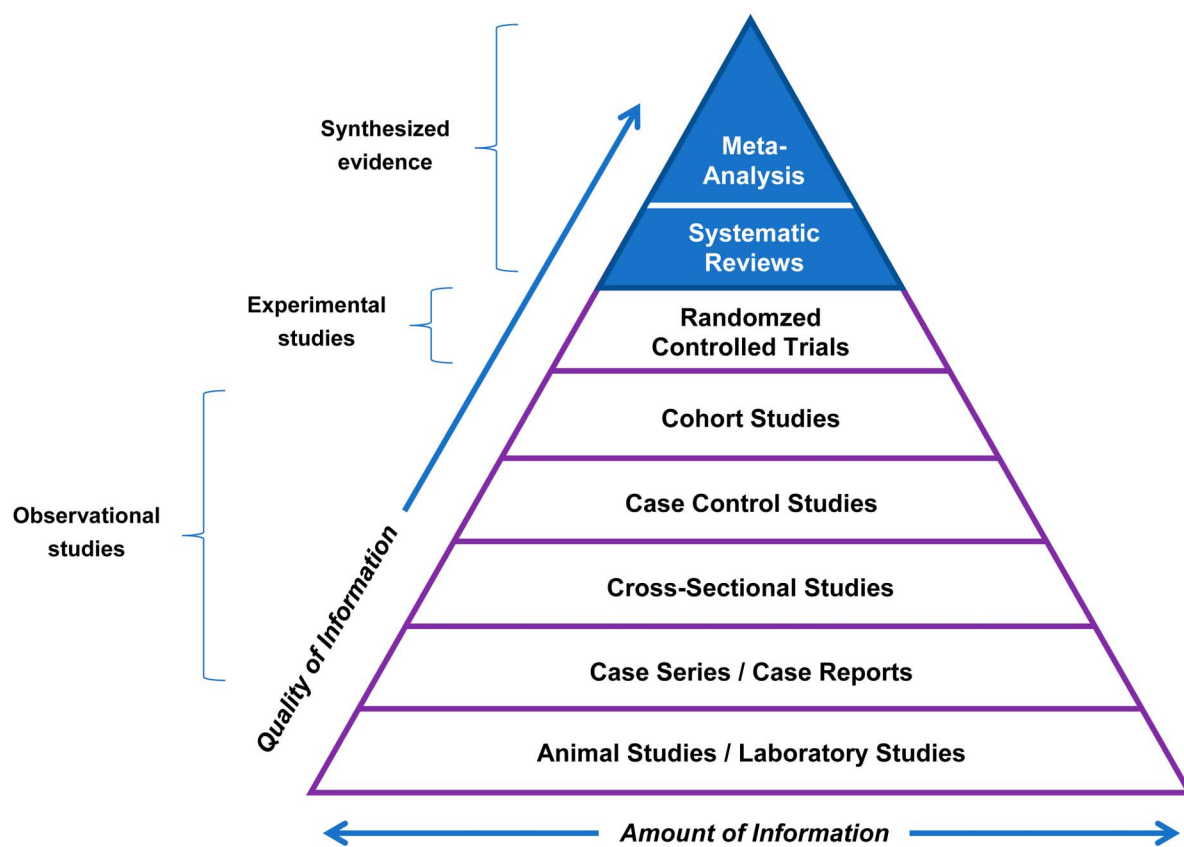 Synthesized
evidence
Experimental
studies
Observational
studies
Quality of Information
Meta-
Analysis
Systematic
Reviews
Randomzed
Controlled Trials
Cohort Studies
Case Control Studies
Cross-Sectional Studies
Case Series / Case Reports
Animal Studies / Laboratory Studies
Amount of Information